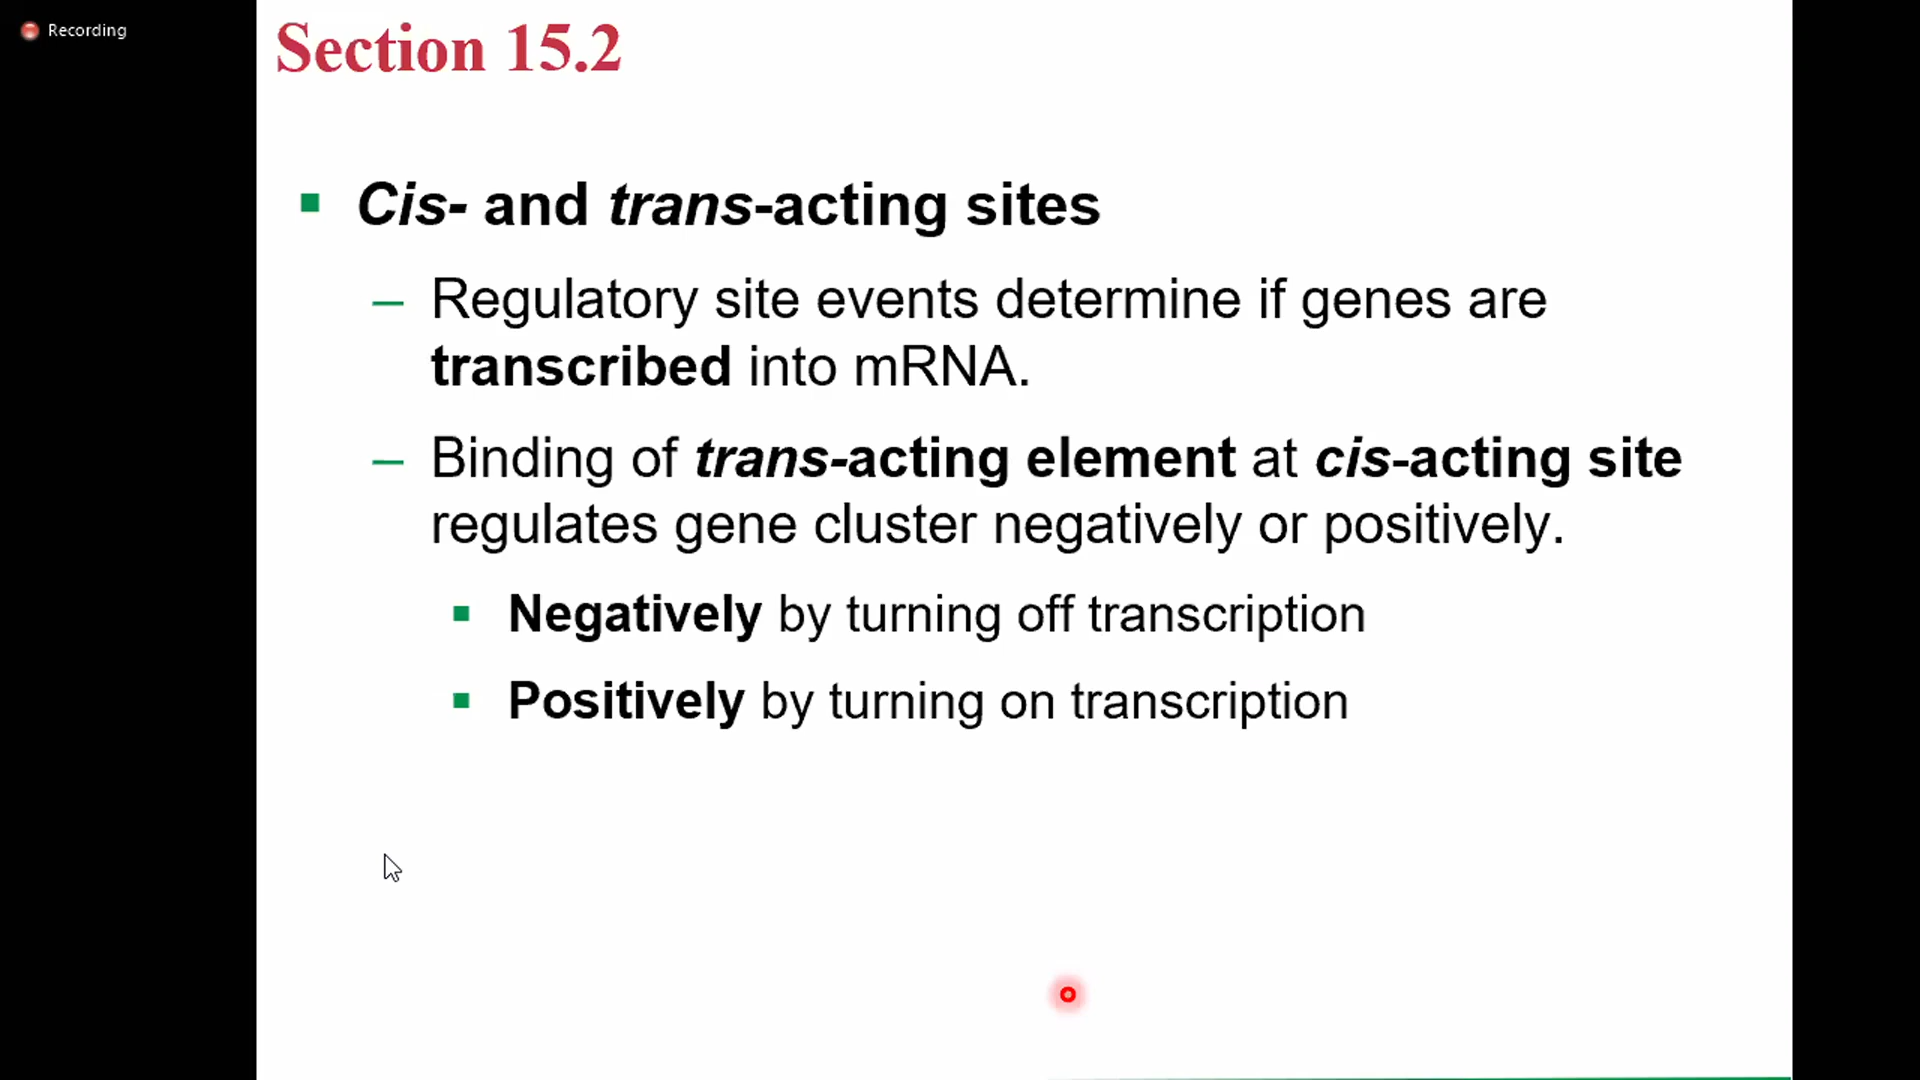 Recording
Section 15.2
Cis- and trans-acting sites
– Regulatory site events determine if genes are
transcribed into mRNA.
– Binding of trans-acting element at cis-acting site
regulates gene cluster negatively or positively.
Negatively by turning off transcription
Positively by turning on transcription